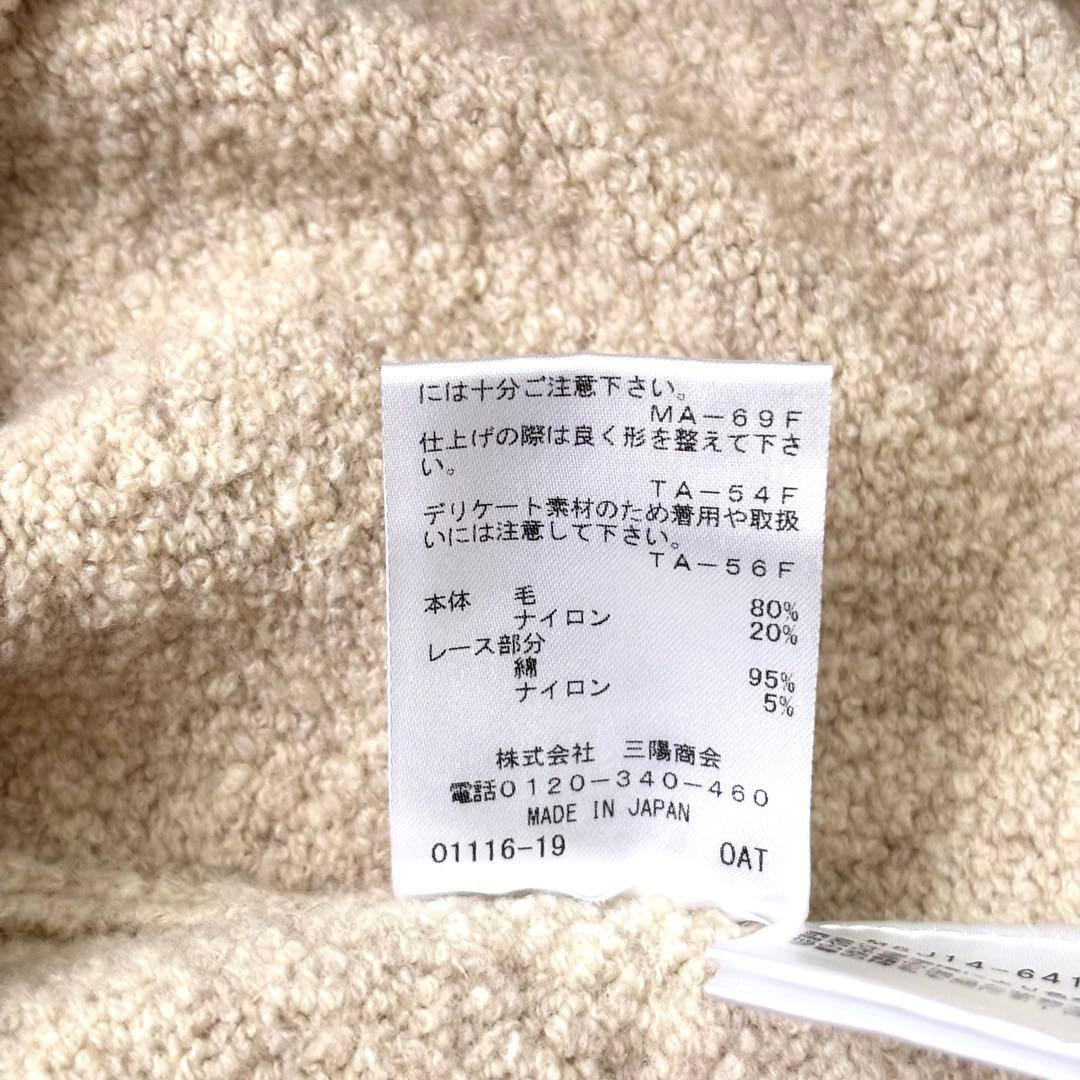 には十分ご注意下さい。
MA-69F
仕上げの際は良く形を整えて下さ
い。
TA-54F
デリケート素材のため着用や取扱
いには注意して下さい。
TA-56F
本体 毛 80%
ナイロン 20%
レース部分
綿 95%
ナイロン 5%
株式会社 三陽商会
電話0120-340-460
MADE IN JAPAN
01116-19 OAT